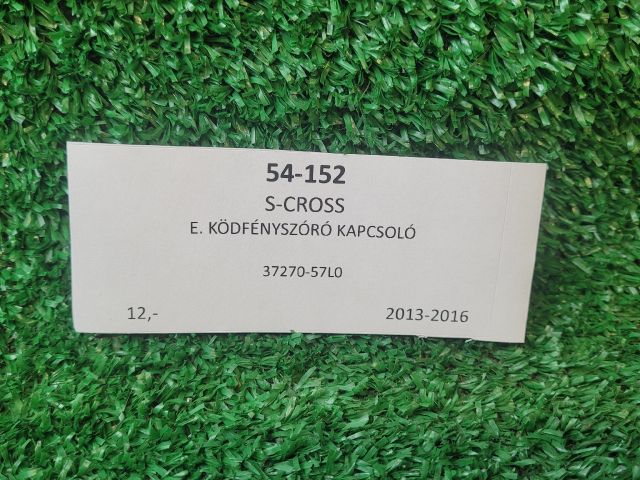 54-152
S-CROSS
E. KÖDFÉNYSZÓRÓ KAPCSOLÓ
37270-57L0
12,- 2013-2016